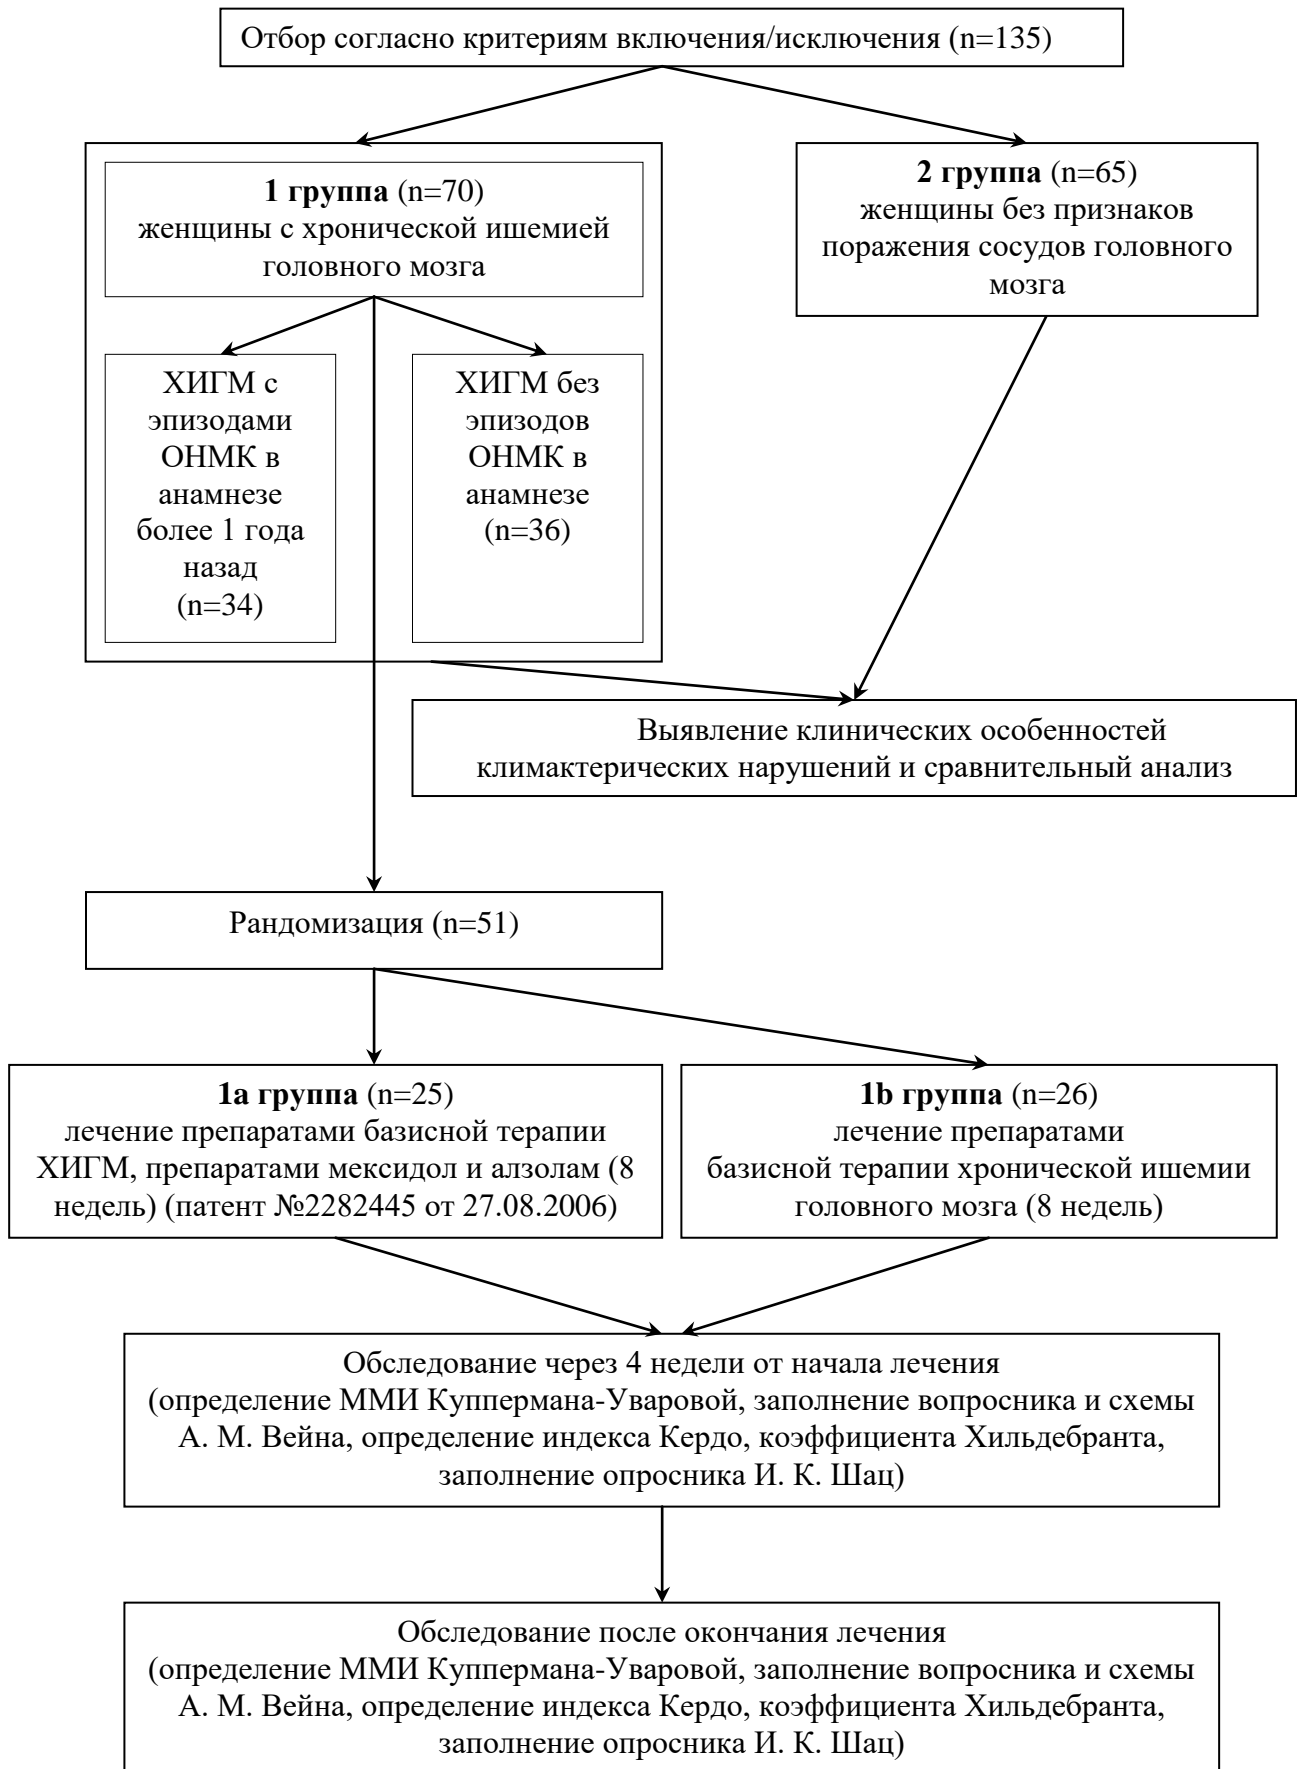 Отбор согласно критериям включения/исключения (n=135)
1 группа (n=70)
женщины с хронической ишемией
головного мозга
2 группа (n=65)
женщины без признаков
поражения сосудов головного
мозга
ХИГМ с
эпизодами
ОНМК в
анамнезе
более 1 года
назад
(n=34)
ХИГМ без
эпизодов
ОНМК в
анамнезе
(n=36)
Выявление клинических особенностей
климактерических нарушений и сравнительный анализ
Рандомизация (n=51)
1a группа (n=25)
лечение препаратами базисной терапии
ХИГМ, препаратами мексидол и алзолам (8
недель) (патент №2282445 от 27.08.2006)
1b группа (n=26)
лечение препаратами
базисной терапии хронической ишемии
головного мозга (8 недель)
Обследование через 4 недели от начала лечения
(определение ММИ Куппермана-Уваровой, заполнение вопросника и схемы
А. М. Вейна, определение индекса Кердо, коэффициента Хильдебранта,
заполнение опросника И. К. Шац)
Обследование после окончания лечения
(определение ММИ Куппермана-Уваровой, заполнение вопросника и схемы
А. М. Вейна, определение индекса Кердо, коэффициента Хильдебранта,
заполнение опросника И. К. Шац)